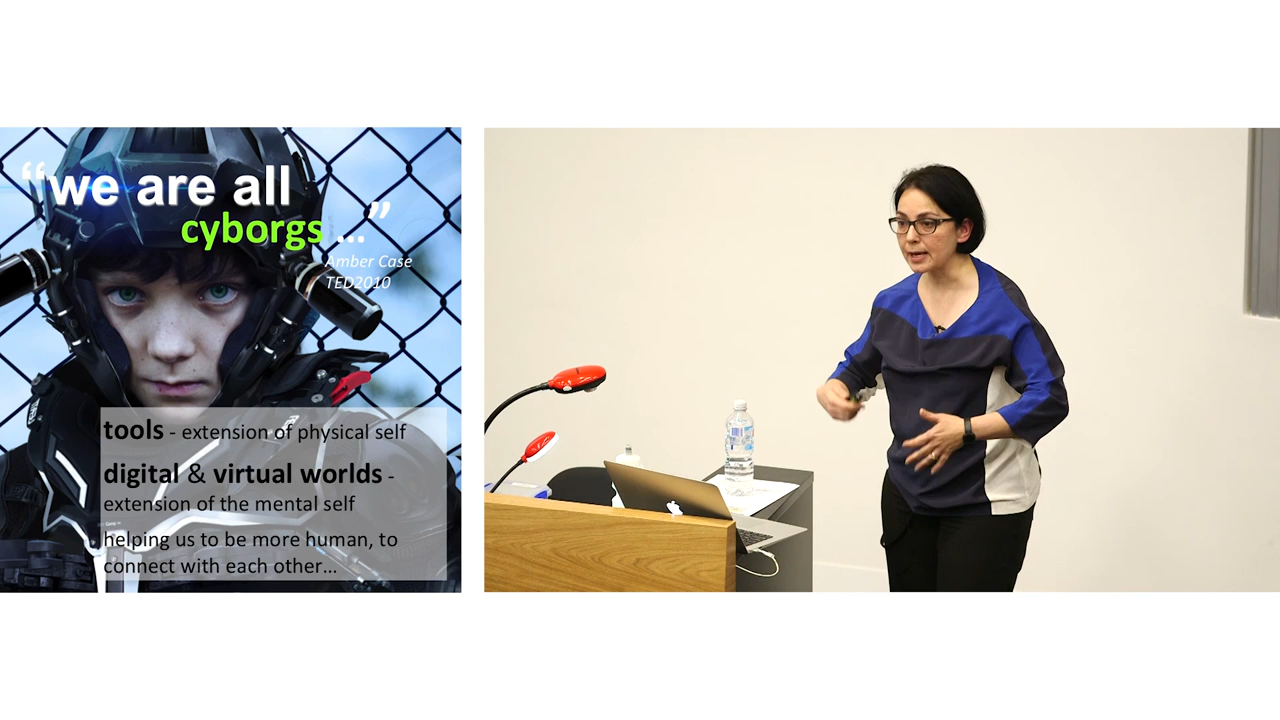 “we are all
cyborgs …”
Amber Case
TED2010
tools - extension of physical self
digital & virtual worlds -
extension of the mental self
helping us to be more human, to
connect with each other…